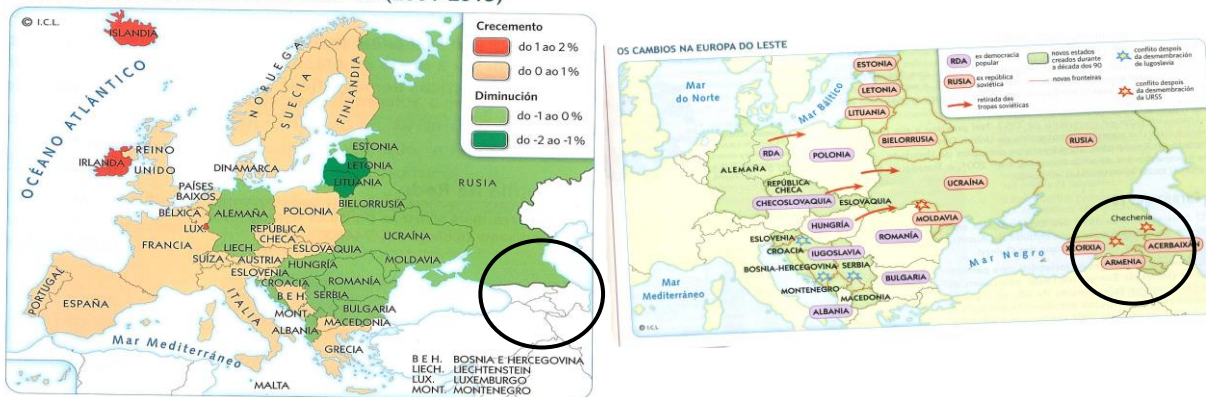 © I.C.L.
ISLANDIA
OCÉANO ATLÁNTICO
NORUEGA
SUECIA
FINLANDIA
Crecemento
do 1 ao 2 %
do 0 ao 1%
Diminución
do -1 ao 0 %
do -2 ao -1%
IRLANDA
REINO
UNIDO
DINAMARCA
ESTONIA
LETONIA
LITUANIA
RUSIA
PAÍSES
BAIXOS
BIELORRUSIA
BÉLXICA
ALEMAÑA
POLONIA
LUX.
REPÚBLICA
CHECA
UCRAÍNA
FRANCIA
LIECH.
ESLOVAQUIA
SUÍZA
AUSTRIA
HUNGRÍA
MOLDAVIA
ESLOVENIA
CROACIA
ROMANÍA
PORTUGAL
ESPAÑA
ITALIA
B E H.
SERBIA
MONT.
BULGARIA
ALBANIA
MACEDONIA
GRECIA
Mar Mediterráneo
MALTA
B E H. BOSNIA E HERCEGOVINA
LIECH. LIECHTENSTEIN
LUX. LUXEMBURGO
MONT. MONTENEGRO
OS CAMBIOS NA EUROPA DO LESTE
RDA
ex democracia
popular
RUSIA
ex república
soviética
retirada das
tropas soviéticas
novos estados
creados durante
a década dos 90
novas fronteiras
conflito despois
da desmembración
de Iugoslavia
conflito despois
da desmembración
da URSS
Mar
do Norte
Mar Báltico
ESTONIA
LETONIA
LITUANIA
BIELORRUSIA
RUSIA
RDA
POLONIA
ALEMAÑA
REPÚBLICA
CHECA
CHECOSLOVAQUIA
ESLOVAQUIA
UCRAÍNA
HUNGRÍA
MOLDAVIA
ROMANÍA
ESLOVENIA
CROACIA
IUGOSLAVIA
BOSNIA-HERCEGOVINA
SERBIA
MONTENEGRO
BULGARIA
MACEDONIA
ALBANIA
Mar
Mediterráneo
Mar Negro
Chechenia
XEORXIA
ACERBAIXÁN
ARMENIA
© I.C.L.